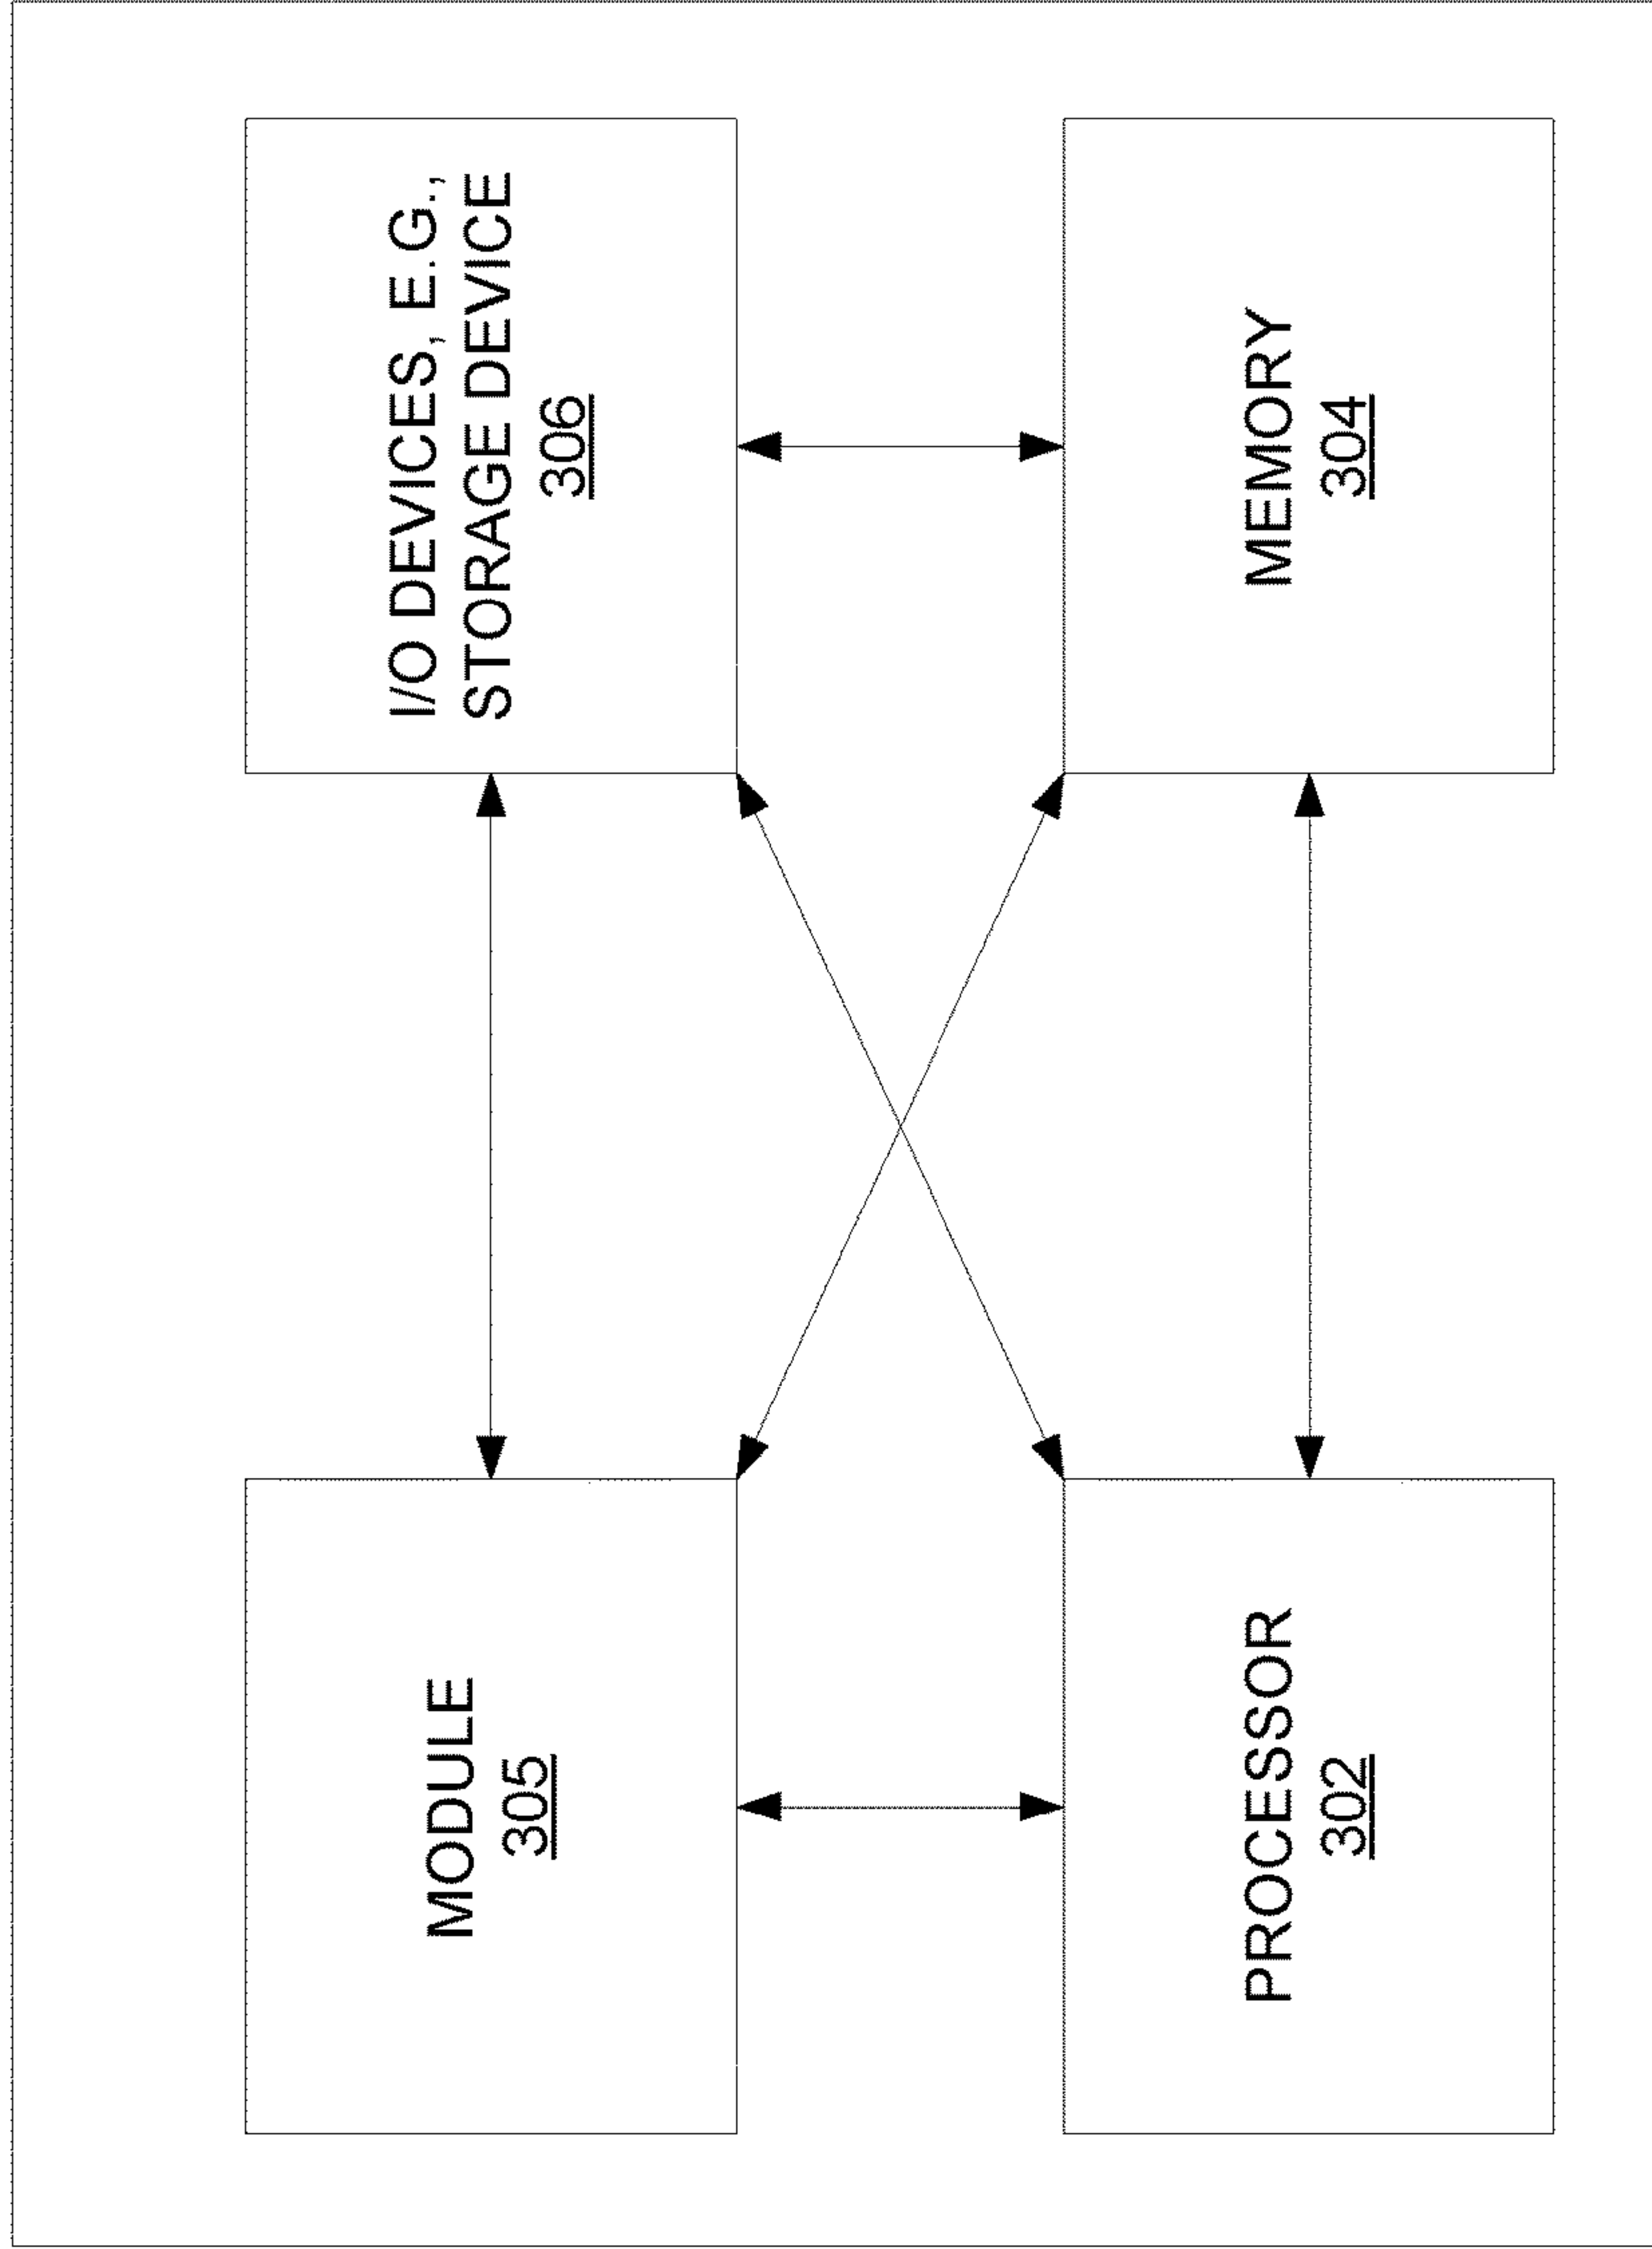 MODULE
305
I/O DEVICES, E.G.,
STORAGE DEVICE
306
PROCESSOR
302
MEMORY
304